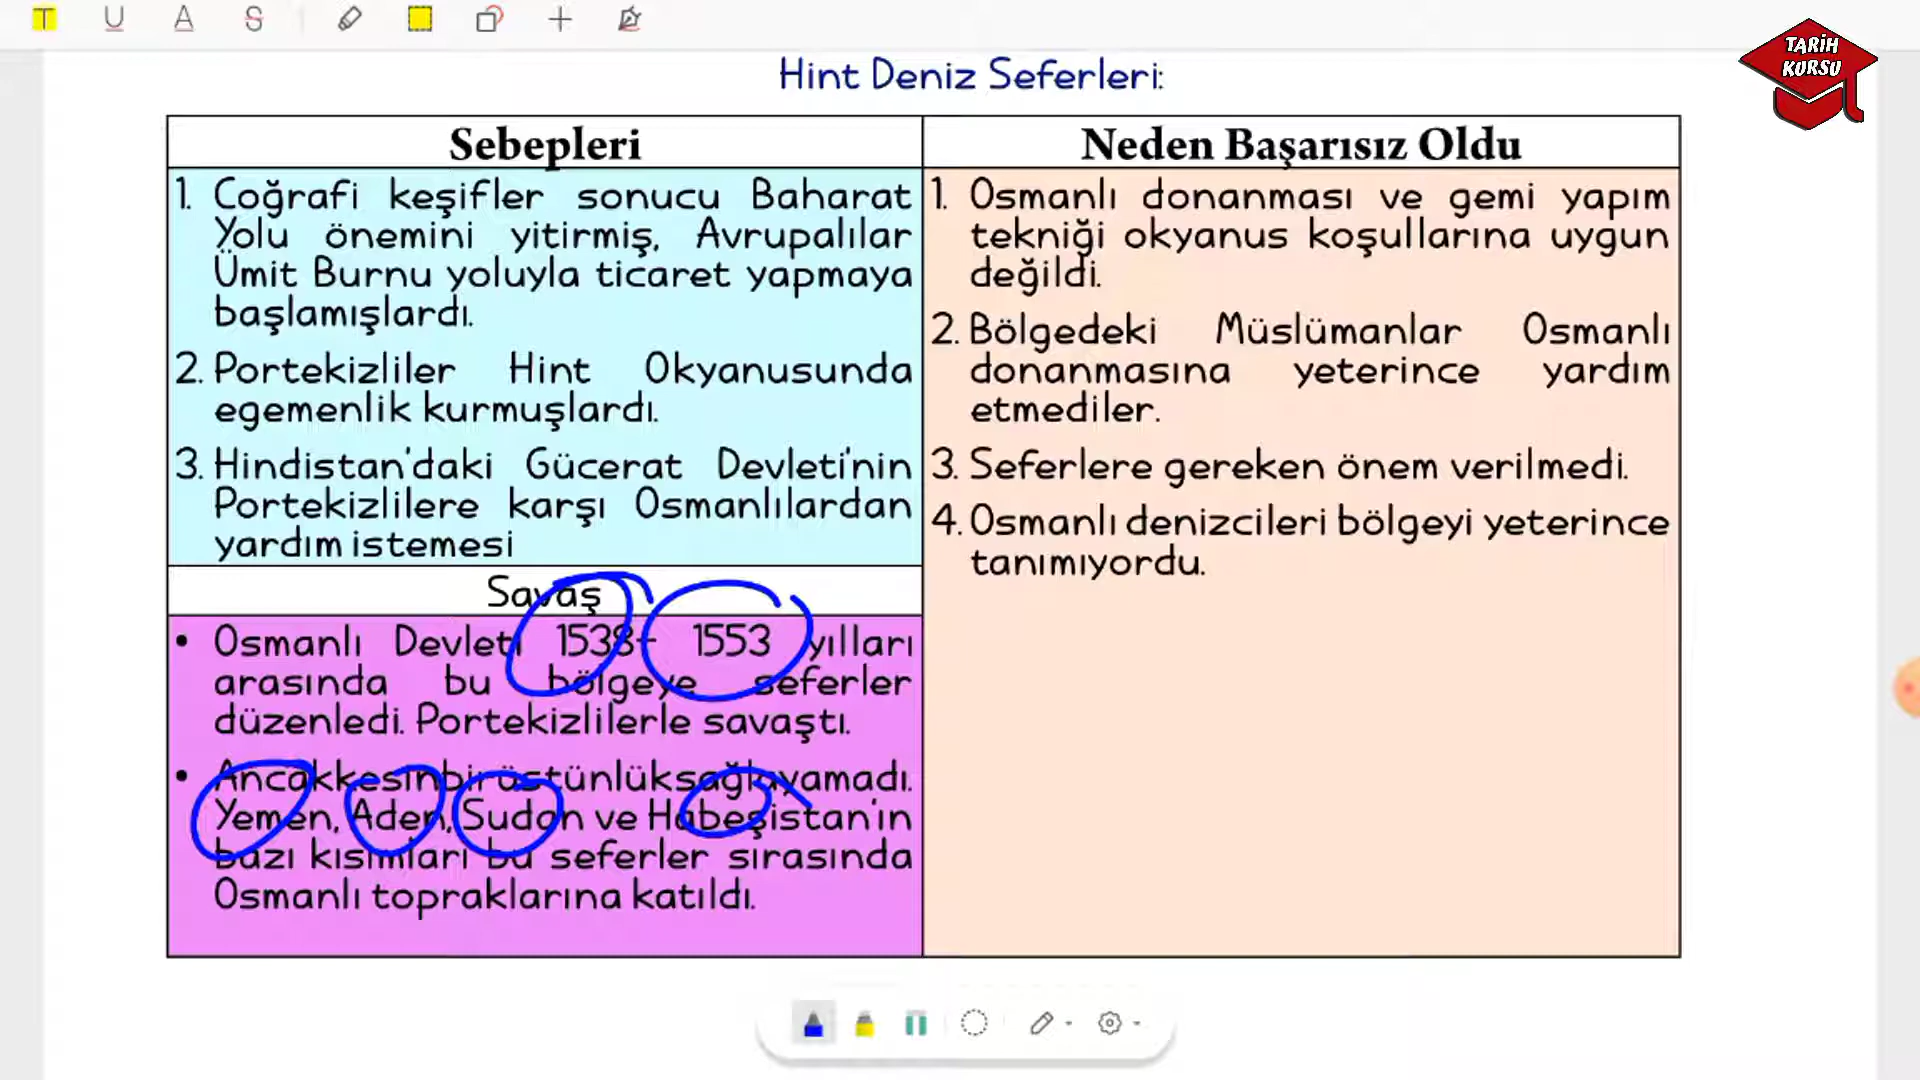 TARİH
KURSU
Hint Deniz Seferleri:
Sebepleri
1. Coğrafi keşifler sonucu Baharat
Yolu önemini yitirmiş, Avrupalılar
Ümit Burnu yoluyla ticaret yapmaya
başlamışlardı.
2. Portekizliler Hint Okyanusunda
egemenlik kurmuşlardı.
3. Hindistan'daki Gücerat Devleti'nin
Portekizlilere karşı Osmanlılardan
yardım istemesi
Savaş
• Osmanlı Devleti 1538- 1553 yılları
arasında bu bölgeye seferler
düzenledi. Portekizlilerle savaştı.
• Ancak kesin bir üstünlük sağlayamadı.
Yemen, Aden, Sudan ve Habeşistan'ın
bazı kısımları bu seferler sırasında
Osmanlı topraklarına katıldı.
Neden Başarısız Oldu
1. Osmanlı donanması ve gemi yapım
tekniği okyanus koşullarına uygun
değildi.
2. Bölgedeki Müslümanlar Osmanlı
donanmasına yeterince yardım
etmediler.
3. Seferlere gereken önem verilmedi.
4. Osmanlı denizcileri bölgeyi yeterince
tanımıyordu.